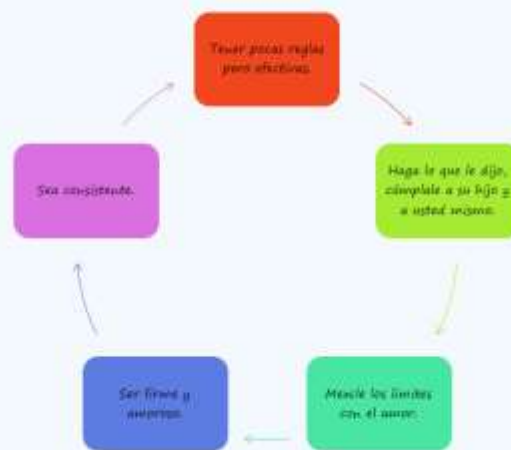 Tener pocas reglas
pero efectivas.
Haga lo que le dijo,
cúmplale a su hijo y
a usted mismo.
Mezcle los límites
con el amor.
Ser firme y
amoroso.
Sea consistente.